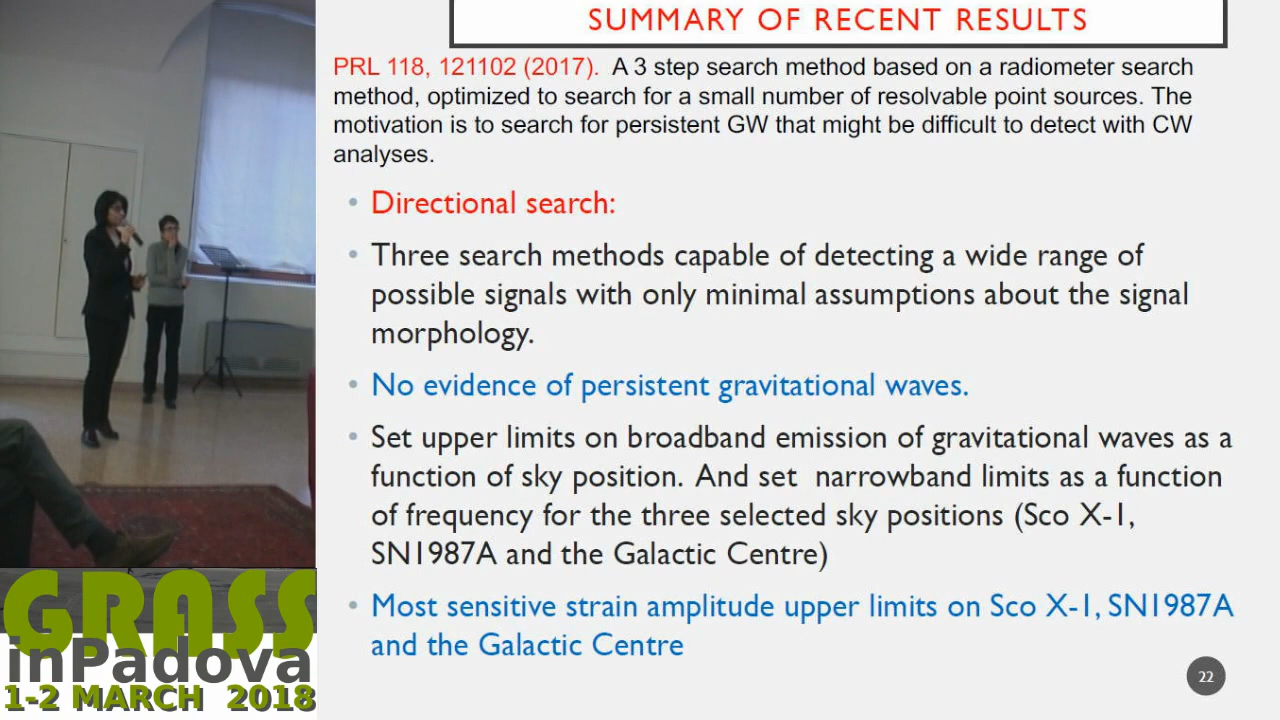 SUMMARY OF RECENT RESULTS
PRL 118, 121102 (2017). A 3 step search method based on a radiometer search
method, optimized to search for a small number of resolvable point sources. The
motivation is to search for persistent GW that might be difficult to detect with CW
analyses.
• Directional search:
• Three search methods capable of detecting a wide range of
possible signals with only minimal assumptions about the signal
morphology.
• No evidence of persistent gravitational waves.
• Set upper limits on broadband emission of gravitational waves as a
function of sky position. And set narrowband limits as a function
of frequency for the three selected sky positions (Sco X-1,
SN1987A and the Galactic Centre)
• Most sensitive strain amplitude upper limits on Sco X-1, SN1987A
and the Galactic Centre
22
GRASS
inPadova
1-2 MARCH 2018